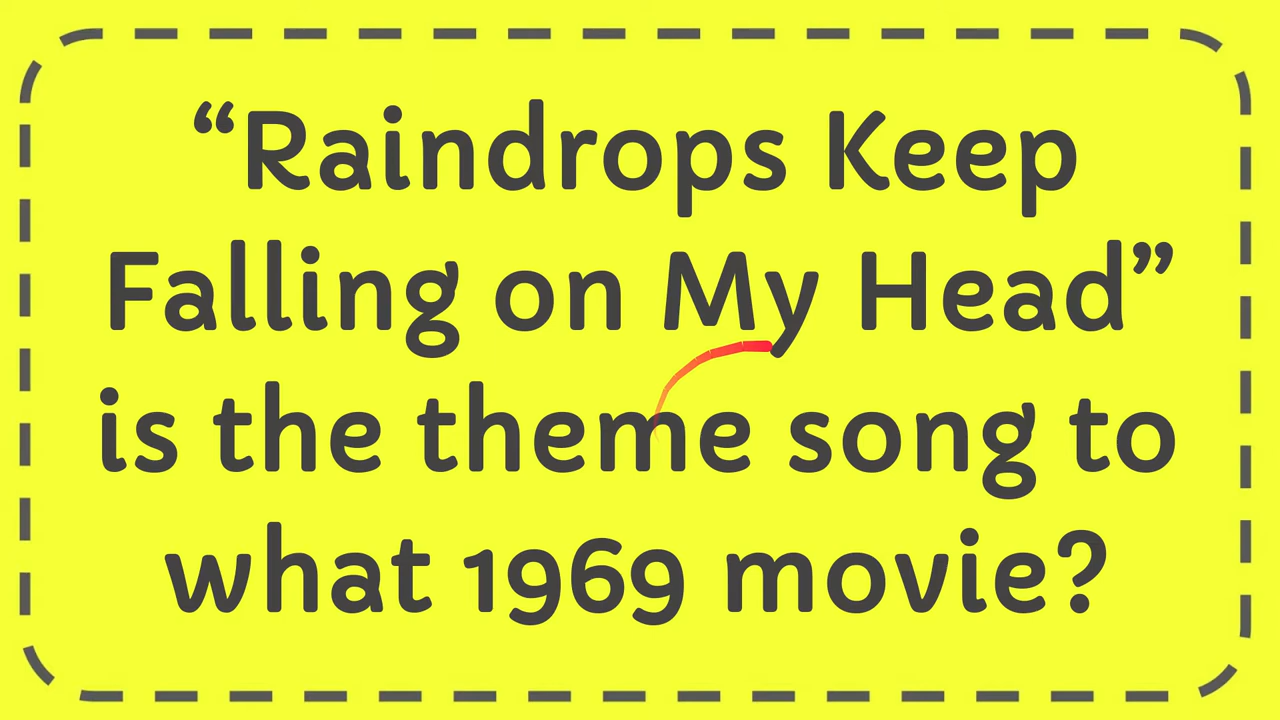 “Raindrops Keep
Falling on My Head”
is the theme song to
what 1969 movie?